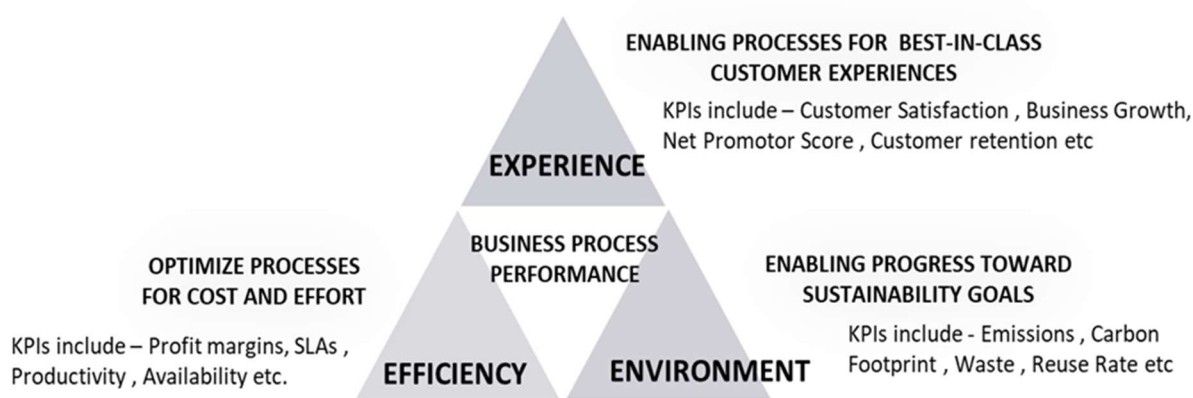 ENABLING PROCESSES FOR BEST-IN-CLASS
CUSTOMER EXPERIENCES
KPIs include – Customer Satisfaction , Business Growth,
Net Promotor Score , Customer retention etc
EXPERIENCE
BUSINESS PROCESS
PERFORMANCE
OPTIMIZE PROCESSES
FOR COST AND EFFORT
KPIs include – Profit margins, SLAs ,
Productivity , Availability etc.
EFFICIENCY
ENABLING PROGRESS TOWARD
SUSTAINABILITY GOALS
KPIs include - Emissions , Carbon
Footprint , Waste , Reuse Rate etc
ENVIRONMENT